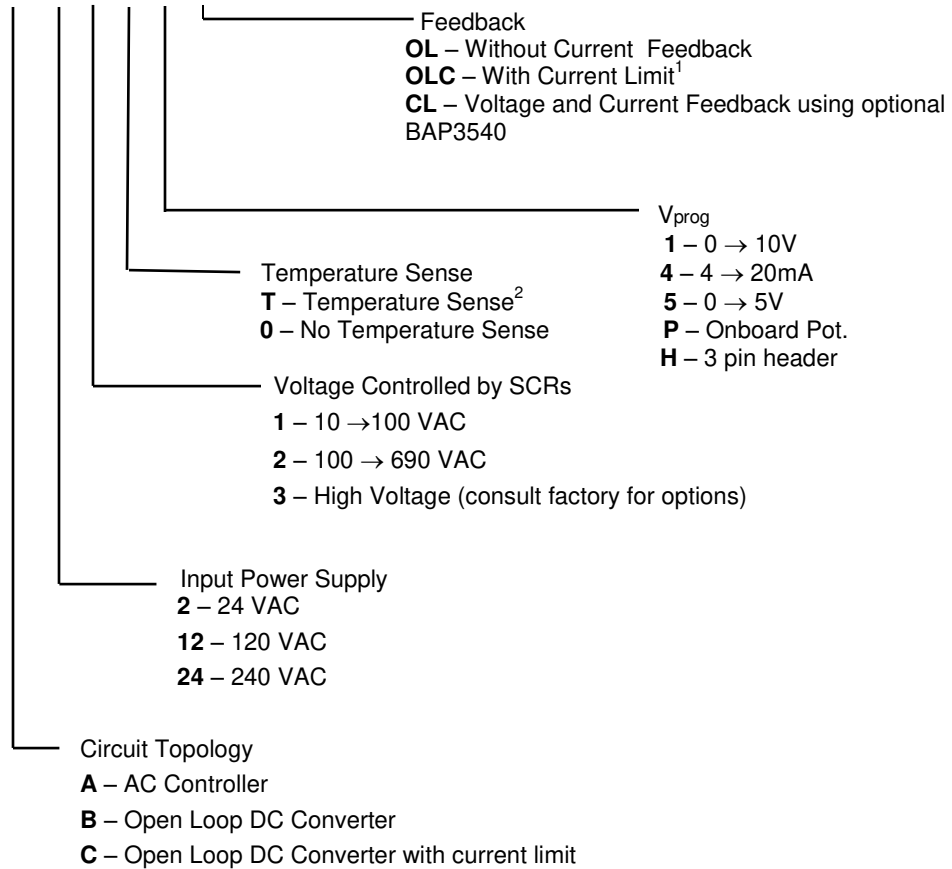 Feedback
OL – Without Current Feedback
OLC – With Current Limit¹
CL – Voltage and Current Feedback using optional
BAP3540
Vprog
1 – 0 → 10V
4 – 4 → 20mA
5 – 0 → 5V
P – Onboard Pot.
H – 3 pin header
Temperature Sense
T – Temperature Sense²
0 – No Temperature Sense
Voltage Controlled by SCRs
1 – 10 →100 VAC
2 – 100 → 690 VAC
3 – High Voltage (consult factory for options)
Input Power Supply
2 – 24 VAC
12 – 120 VAC
24 – 240 VAC
Circuit Topology
A – AC Controller
B – Open Loop DC Converter
C – Open Loop DC Converter with current limit